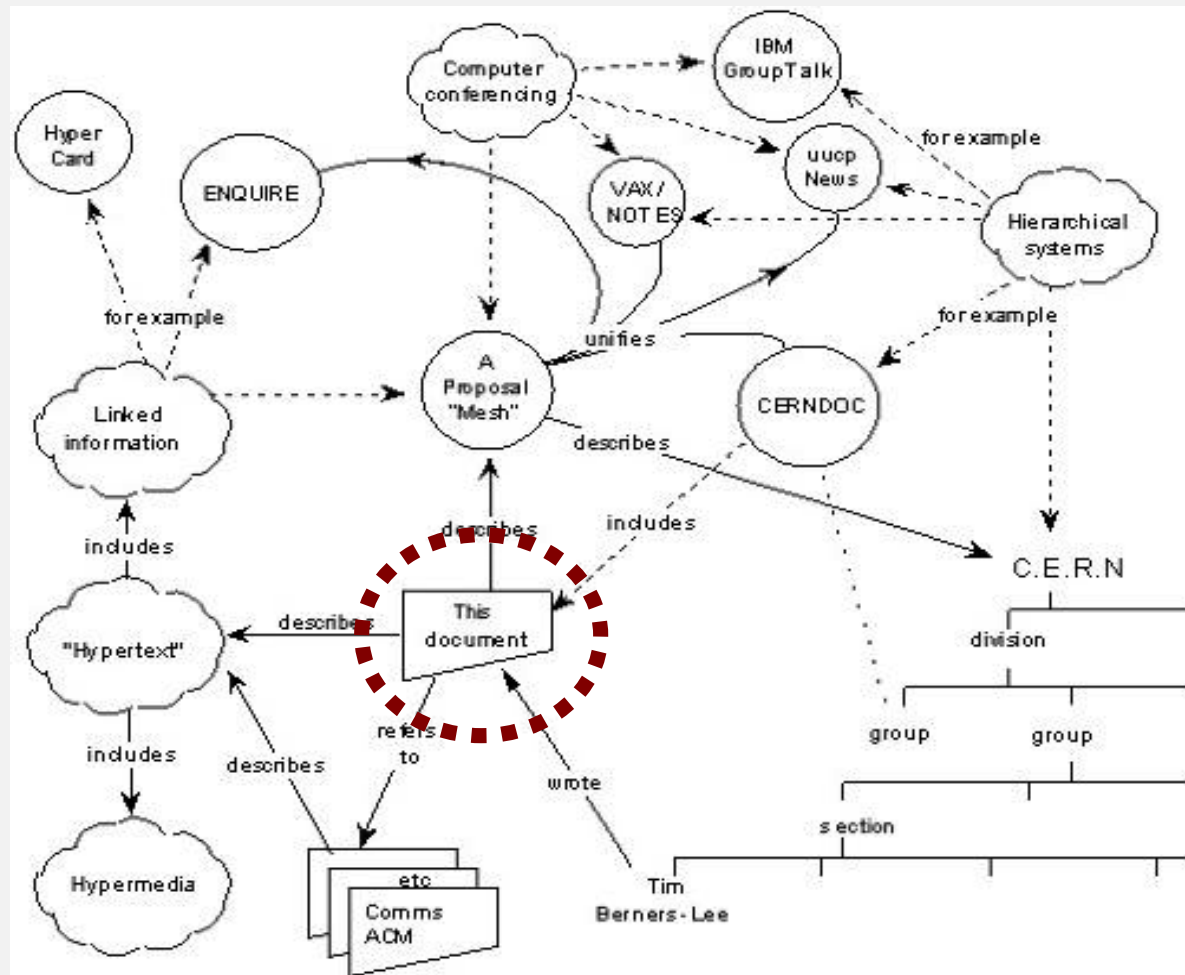 IBM
GroupTalk
Computer
conferencing
Hyper
Card
for example
uucp
News
ENQUIRE
VAX/
NOTES
Hierarchical
systems
for example
for example
unifies
A
Proposal
"Mesh"
CERNDOC
Linked
information
describes
includes
describes
includes
C.E.R.N
This
document
describes
division
"Hypertext"
refers
to
group
group
includes
describes
wrote
section
Hypermedia
etc
Tim
Berners-Lee
Comms
ACM